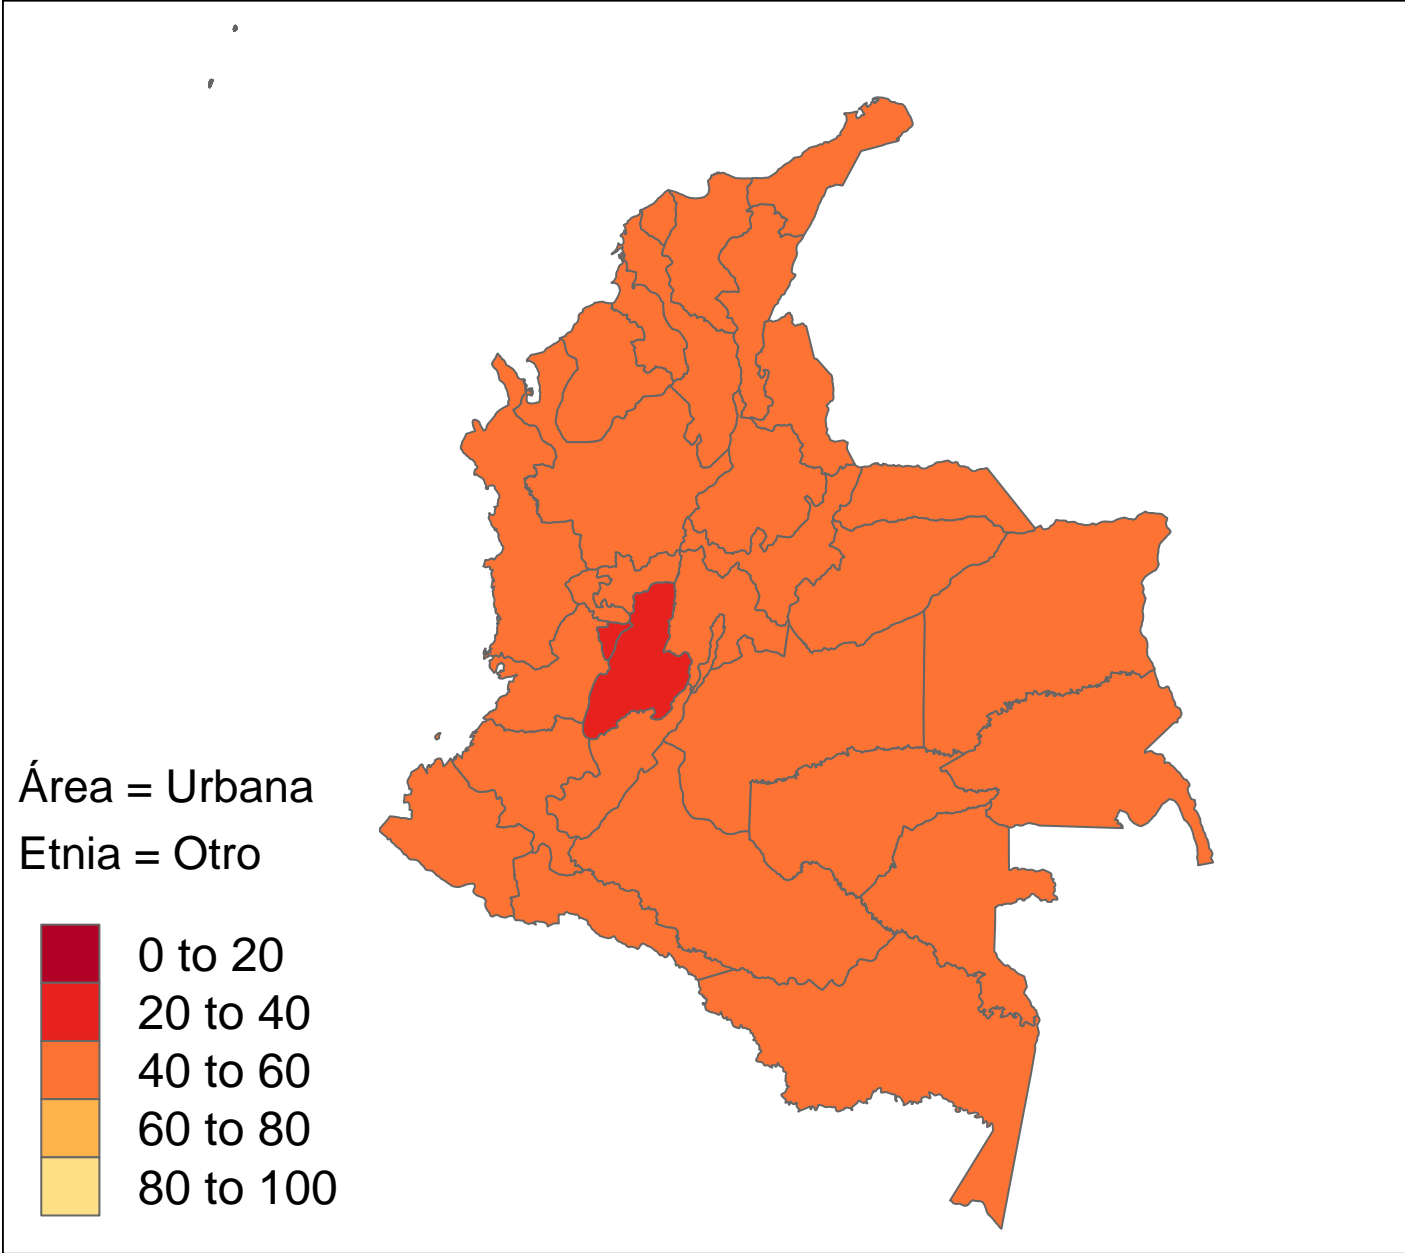 Área = Urbana
Etnia = Otro
0 to 20
20 to 40
40 to 60
60 to 80
80 to 100